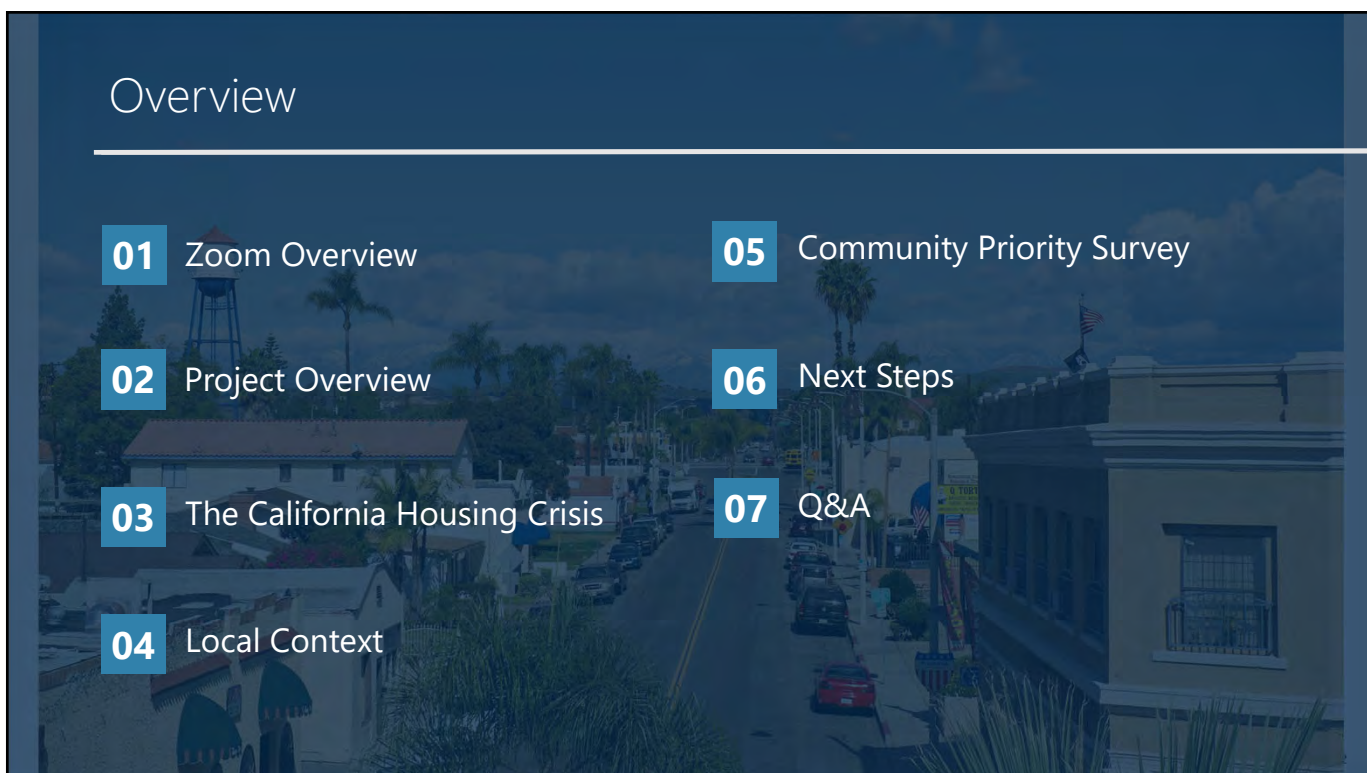 Overview
01 Zoom Overview
02 Project Overview
03 The California Housing Crisis
04 Local Context
05 Community Priority Survey
06 Next Steps
07 Q&A